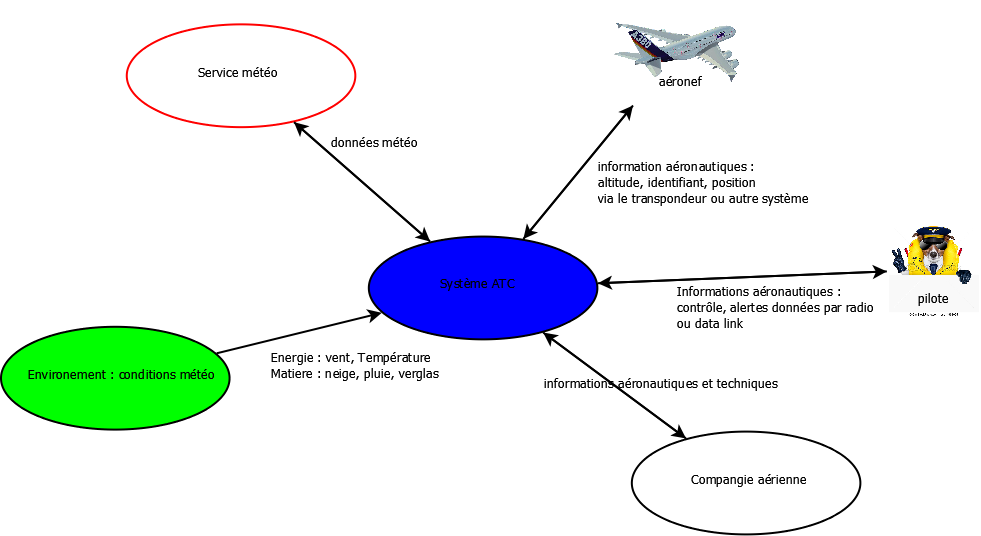 Service météo
aéronef
données météo
information aéronautiques :
altitude, identifiant, position
via le transpondeur ou autre système
Système ATC
Informations aéronautiques :
contrôle, alertes données par radio
ou data link
pilote
Environement : conditions météo
Energie : vent, Température
Matiere : neige, pluie, verglas
informations aéronautiques et techniques
Compangie aérienne